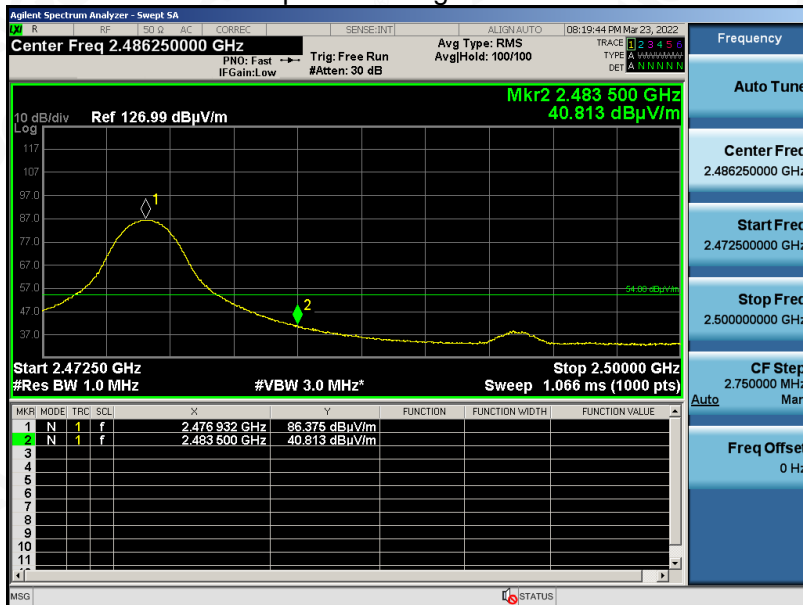 Agilent Spectrum Analyzer - Swept SA
LXI R RF 50 Ω AC CORREC SENSE:INT ALIGN AUTO 08:19:44 PM Mar 23, 2022
Center Freq 2.486250000 GHz
PNO: Fast
IFGain:Low
Trig: Free Run
#Atten: 30 dB
Avg Type: RMS
Avg|Hold: 100/100
TRACE 1 2 3 4 5 6
TYPE A WWWWW
DET A N N N N N
Mkr2 2.483 500 GHz
40.813 dBµV/m
10 dB/div Ref 126.99 dBµV/m
Log
117
107
97.0
87.0
77.0
67.0
57.0
47.0
37.0
1
2
54.00 dBµV/m
Start 2.47250 GHz Stop 2.50000 GHz
#Res BW 1.0 MHz #VBW 3.0 MHz* Sweep 1.066 ms (1000 pts)
MKR MODE TRC SCL X Y FUNCTION FUNCTION WIDTH FUNCTION VALUE
1 N 1 f 2.476 932 GHz 86.375 dBµV/m
2 N 1 f 2.483 500 GHz 40.813 dBµV/m
3
4
5
6
7
8
9
10
11
MSG STATUS
Frequency
Auto Tune
Center Freq
2.486250000 GHz
Start Freq
2.472500000 GHz
Stop Freq
2.500000000 GHz
CF Step
2.750000 MHz
Auto Man
Freq Offset
0 Hz